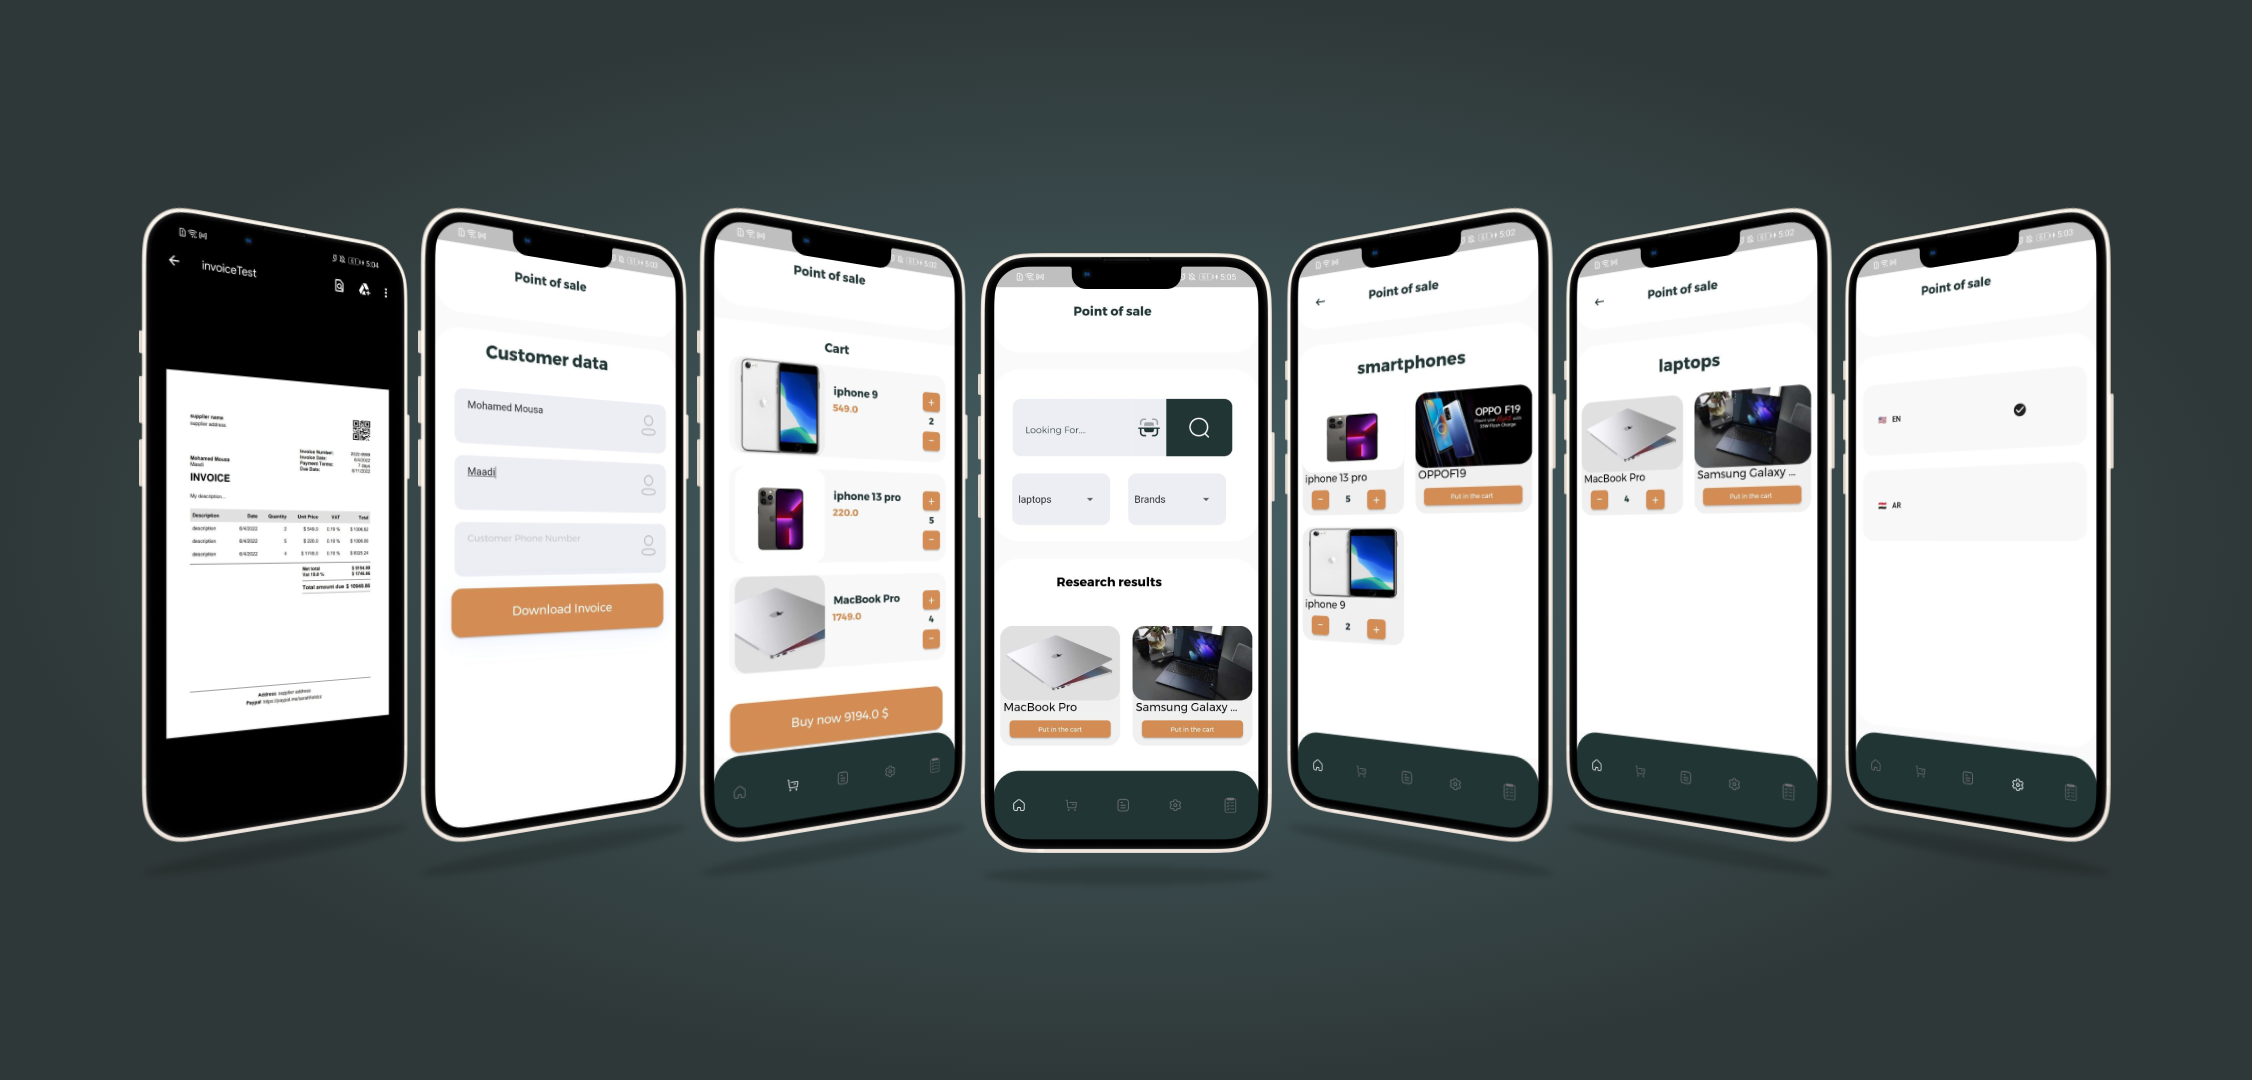 5:04
invoiceTest
supplier name
supplier address
Mohamed Mousa
Maadi
Invoice Number:
Invoice Date:
Payment Terms: 7 days
Due Date:
INVOICE
My description...
Description Date Quantity Unit Price VAT Total
description 6/4/2022 2 $ 549.0 0.19 %
description 6/4/2022 5 $ 220.0 0.19 %
description 6/4/2022 4 $ 1749.0 0.19 %
Net total $ 9194.00
Vat 19.0 %
Total amount due
Address supplier address
Paypal
5:03
Point of sale
Customer data
Mohamed Mousa
Maadi
Customer Phone Number
Download Invoice
5:03
Point of sale
Cart
iphone 9
549.0
+
2
-
iphone 13 pro
220.0
+
5
-
MacBook Pro
1749.0
+
4
-
Buy now 9194.0 $
5:05
Point of sale
Looking For...
laptops
Brands
Research results
MacBook Pro
Put in the cart
Samsung Galaxy ...
Put in the cart
5:02
Point of sale
smartphones
iphone 13 pro
- 5 +
OPPO F19
OPPOF19
Put in the cart
iphone 9
- 2 +
5:02
Point of sale
laptops
MacBook Pro
- 4 +
Samsung Galaxy ...
Put in the cart
5:03
Point of sale
EN
AR